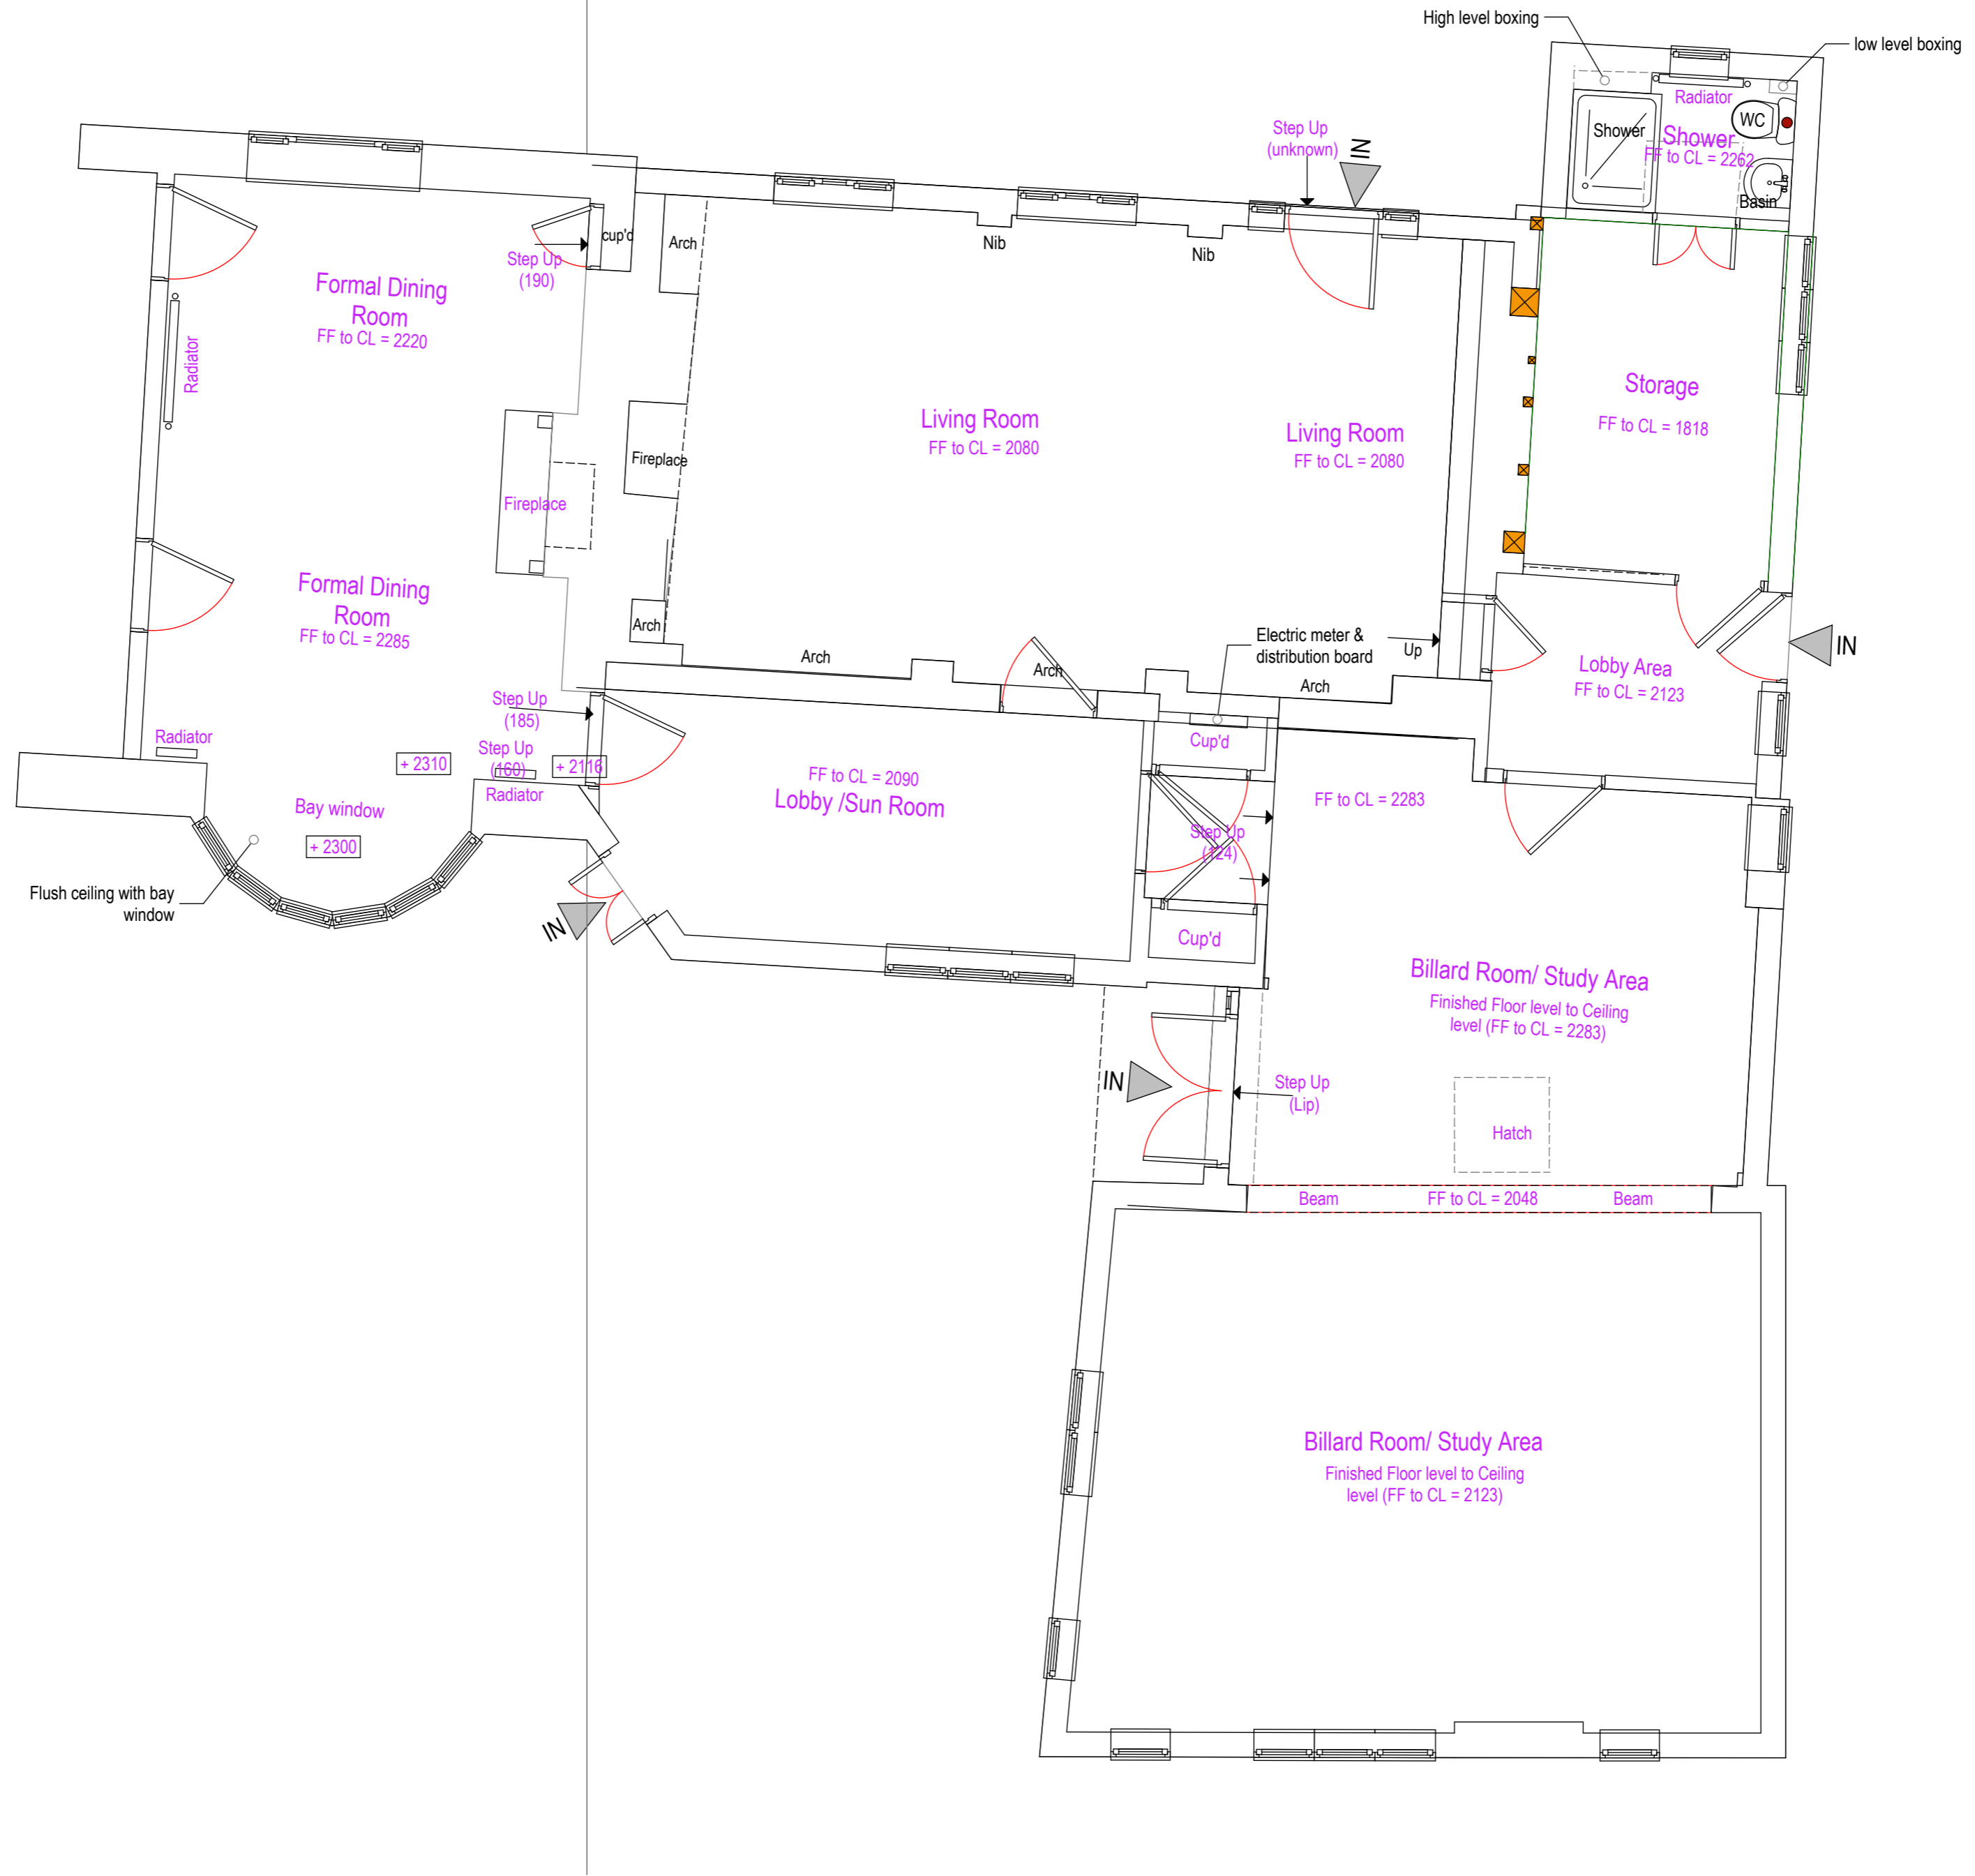 High level boxing
low level boxing
Radiator
WC
Shower
Shower
FF to CL = 2262
Basin
Step Up
(unknown)
IN
cup'd
Arch
Nib
Nib
Step Up
(190)
Formal Dining
Room
FF to CL = 2220
Radiator
Storage
FF to CL = 1818
Living Room
FF to CL = 2080
Living Room
FF to CL = 2080
Fireplace
Fireplace
Formal Dining
Room
FF to CL = 2285
Arch
Arch
Arch
Electric meter &
distribution board
Up
Arch
IN
Lobby Area
FF to CL = 2123
Step Up
(185)
Radiator
Step Up
(160)
+ 2310
+ 2116
Radiator
Cup'd
FF to CL = 2090
Lobby /Sun Room
FF to CL = 2283
Bay window
+ 2300
Step Up
(124)
Flush ceiling with bay
window
IN
Cup'd
Billard Room/ Study Area
Finished Floor level to Ceiling
level (FF to CL = 2283)
IN
Step Up
(Lip)
Hatch
Beam
FF to CL = 2048
Beam
Billard Room/ Study Area
Finished Floor level to Ceiling
level (FF to CL = 2123)